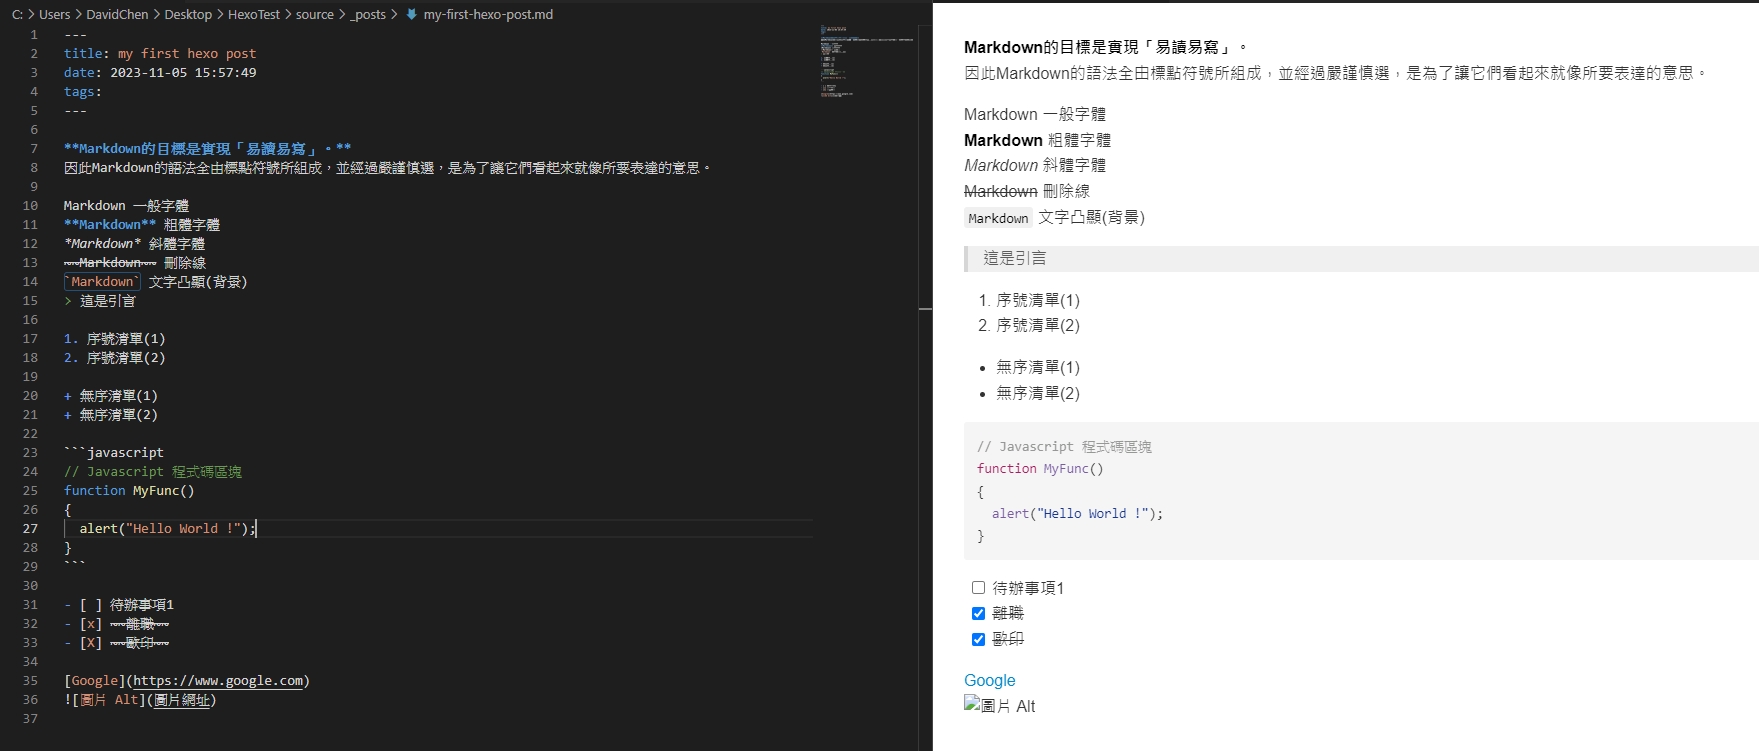 C: > Users > DavidChen > Desktop > HexoTest > source > _posts > my-first-hexo-post.md
1 ---
2 title: my first hexo post
3 date: 2023-11-05 15:57:49
4 tags:
5 ---
6
7 **Markdown的目標是實現「易讀易寫」。**
8 因此Markdown的語法全由標點符號所組成，並經過嚴謹慎選，是為了讓它們看起來就像所要表達的意思。
9
10 Markdown 一般字體
11 **Markdown** 粗體字體
12 *Markdown* 斜體字體
13 ~~Markdown~~ 刪除線
14 `Markdown` 文字凸顯(背景)
15 > 這是引言
16
17 1. 序號清單(1)
18 2. 序號清單(2)
19
20 + 無序清單(1)
21 + 無序清單(2)
22
23 ```javascript
24 // Javascript 程式碼區塊
25 function MyFunc()
26 {
27   alert("Hello World !");
28 }
29 ```
30
31 - [ ] 待辦事項1
32 - [x] ~~離職~~
33 - [X] ~~歐印~~
34
35 [Google](https://www.google.com)
36 ![圖片 Alt](圖片網址)
37
Markdown的目標是實現「易讀易寫」。
因此Markdown的語法全由標點符號所組成，並經過嚴謹慎選，是為了讓它們看起來就像所要表達的意思。
Markdown 一般字體
Markdown 粗體字體
Markdown 斜體字體
Markdown 刪除線
Markdown 文字凸顯(背景)
這是引言
1. 序號清單(1)
2. 序號清單(2)
• 無序清單(1)
• 無序清單(2)
// Javascript 程式碼區塊
function MyFunc()
{
  alert("Hello World !");
}
待辦事項1
離職
歐印
Google
圖片 Alt